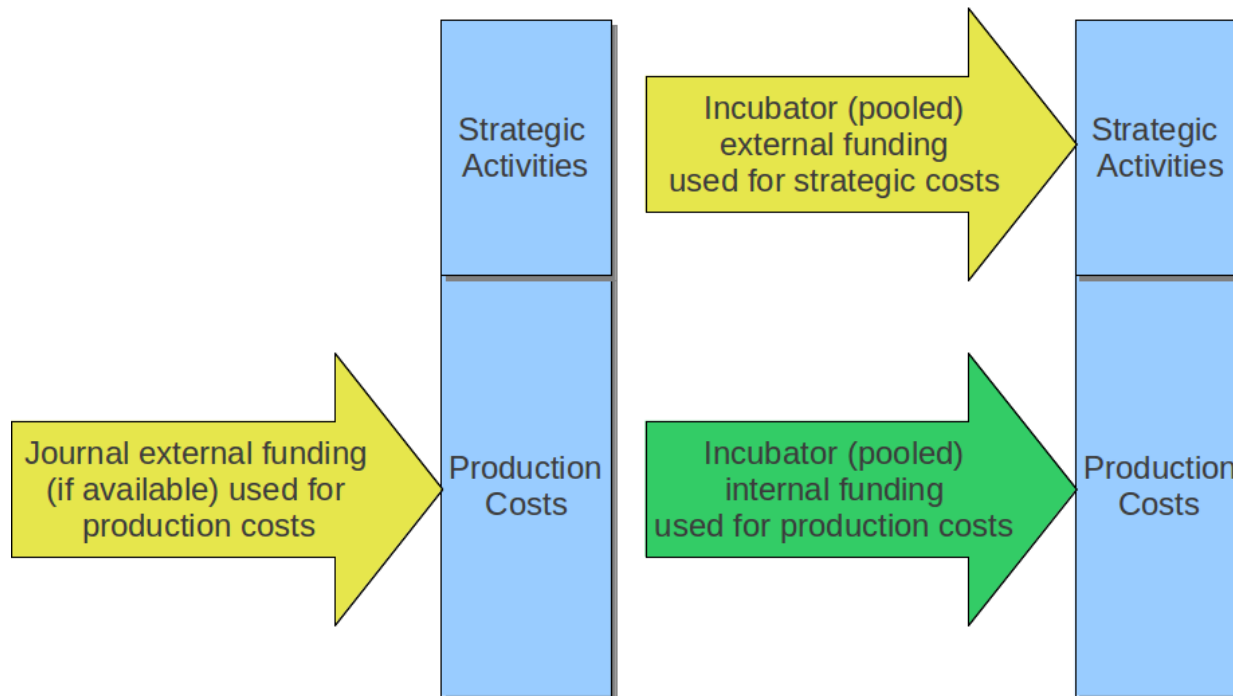 Strategic
Activities
Incubator (pooled)
external funding
used for strategic costs
Strategic
Activities
Journal external funding
(if available) used for
production costs
Production
Costs
Incubator (pooled)
internal funding
used for production costs
Production
Costs